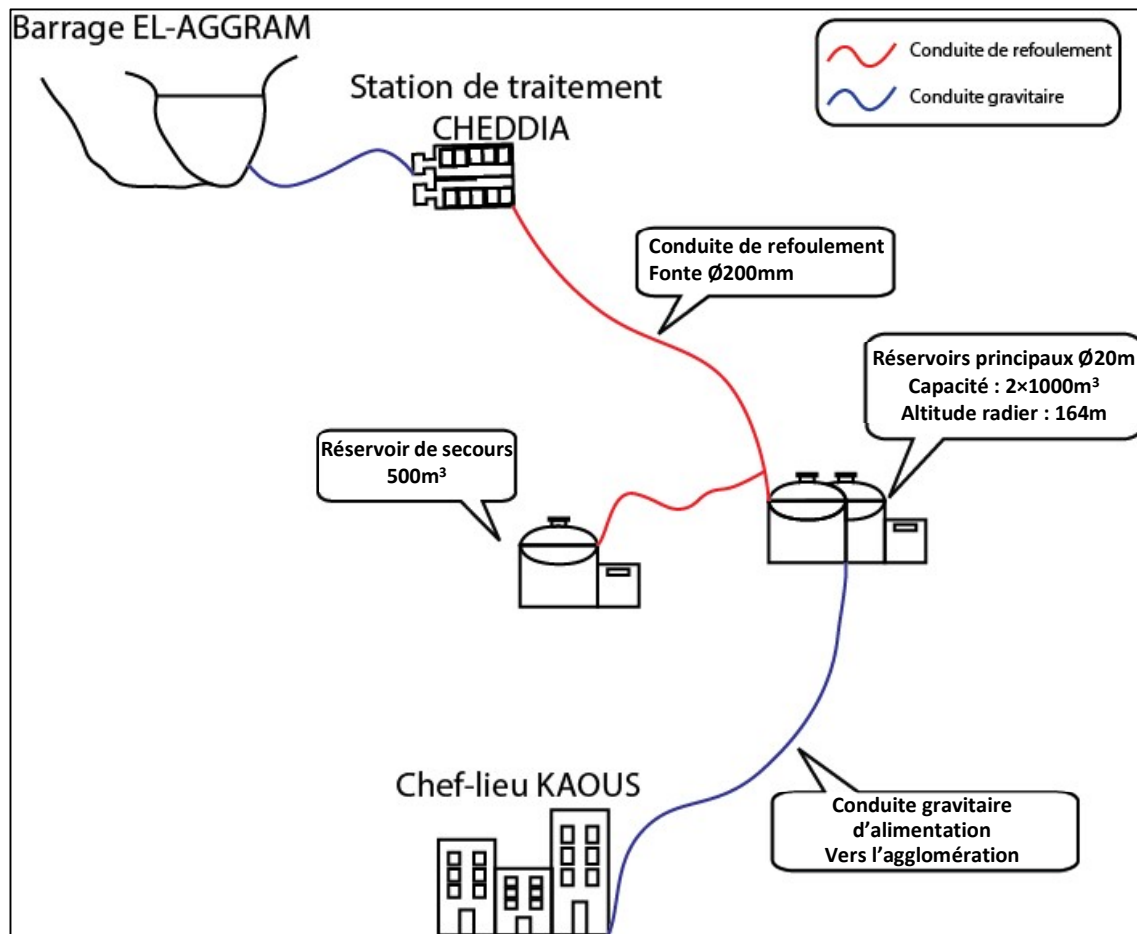 Barrage EL-AGGRAM
Conduite de refoulement
Conduite gravitaire
Station de traitement
CHEDDIA
Conduite de refoulement
Fonte Ø200mm
Réservoirs principaux Ø20m
Capacité : 2×1000m³
Altitude radier : 164m
Réservoir de secours
500m³
Chef-lieu KAOUS
Conduite gravitaire
d’alimentation
Vers l’agglomération